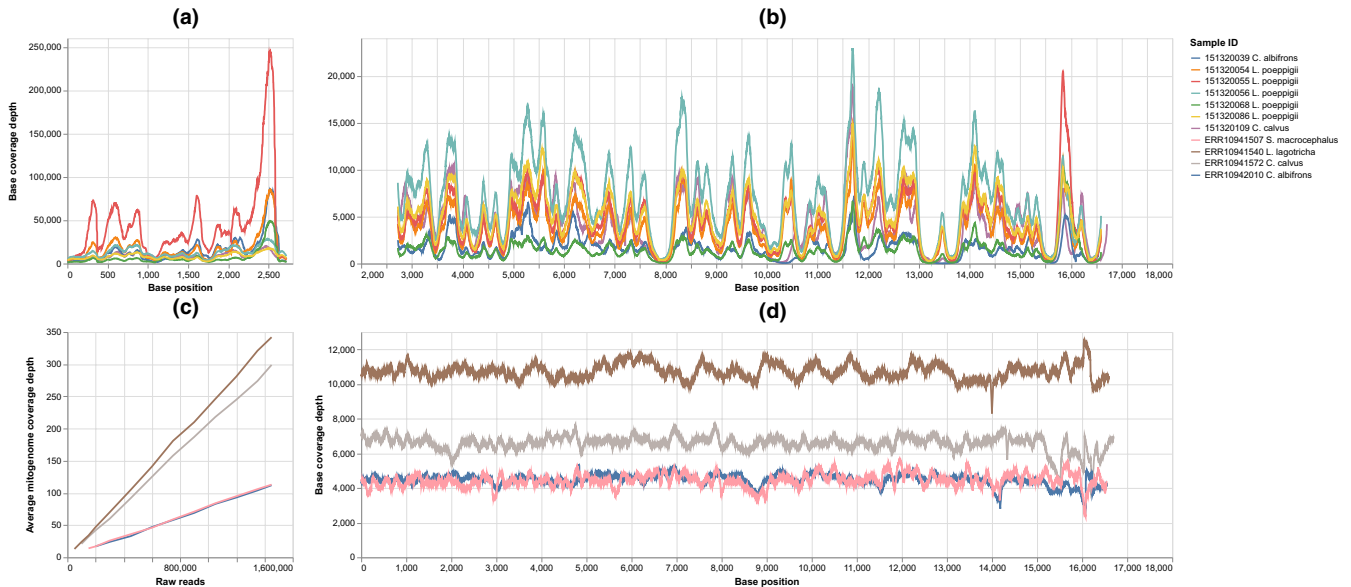 (a)
(b)
250,000
200,000
150,000
100,000
50,000
0
Base coverage depth
500
1,000
1,500
2,000
2,500
Base position
20,000
15,000
10,000
5,000
0
2,000 3,000 4,000 5,000 6,000 7,000 8,000 9,000 10,000 11,000 12,000 13,000 14,000 15,000 16,000 17,000 18,000
Base position
Sample ID
151320039 C. albifrons
151320054 L. poeppigii
151320055 L. poeppigii
151320056 L. poeppigii
151320068 L. poeppigii
151320086 L. poeppigii
151320109 C. calvus
ERR10941507 S. macrocephalus
ERR10941540 L. lagotricha
ERR10941572 C. calvus
ERR10942010 C. albifrons
(c)
(d)
350
300
250
200
150
100
50
0
Average mitogenonne coverage depth
0 800,000 1,600,000
Raw reads
12,000
10,000
8,000
6,000
4,000
2,000
0
Base coverage depth
0 1,000 2,000 3,000 4,000 5,000 6,000 7,000 8,000 9,000 10,000 11,000 12,000 13,000 14,000 15,000 16,000 17,000 18,000
Base position